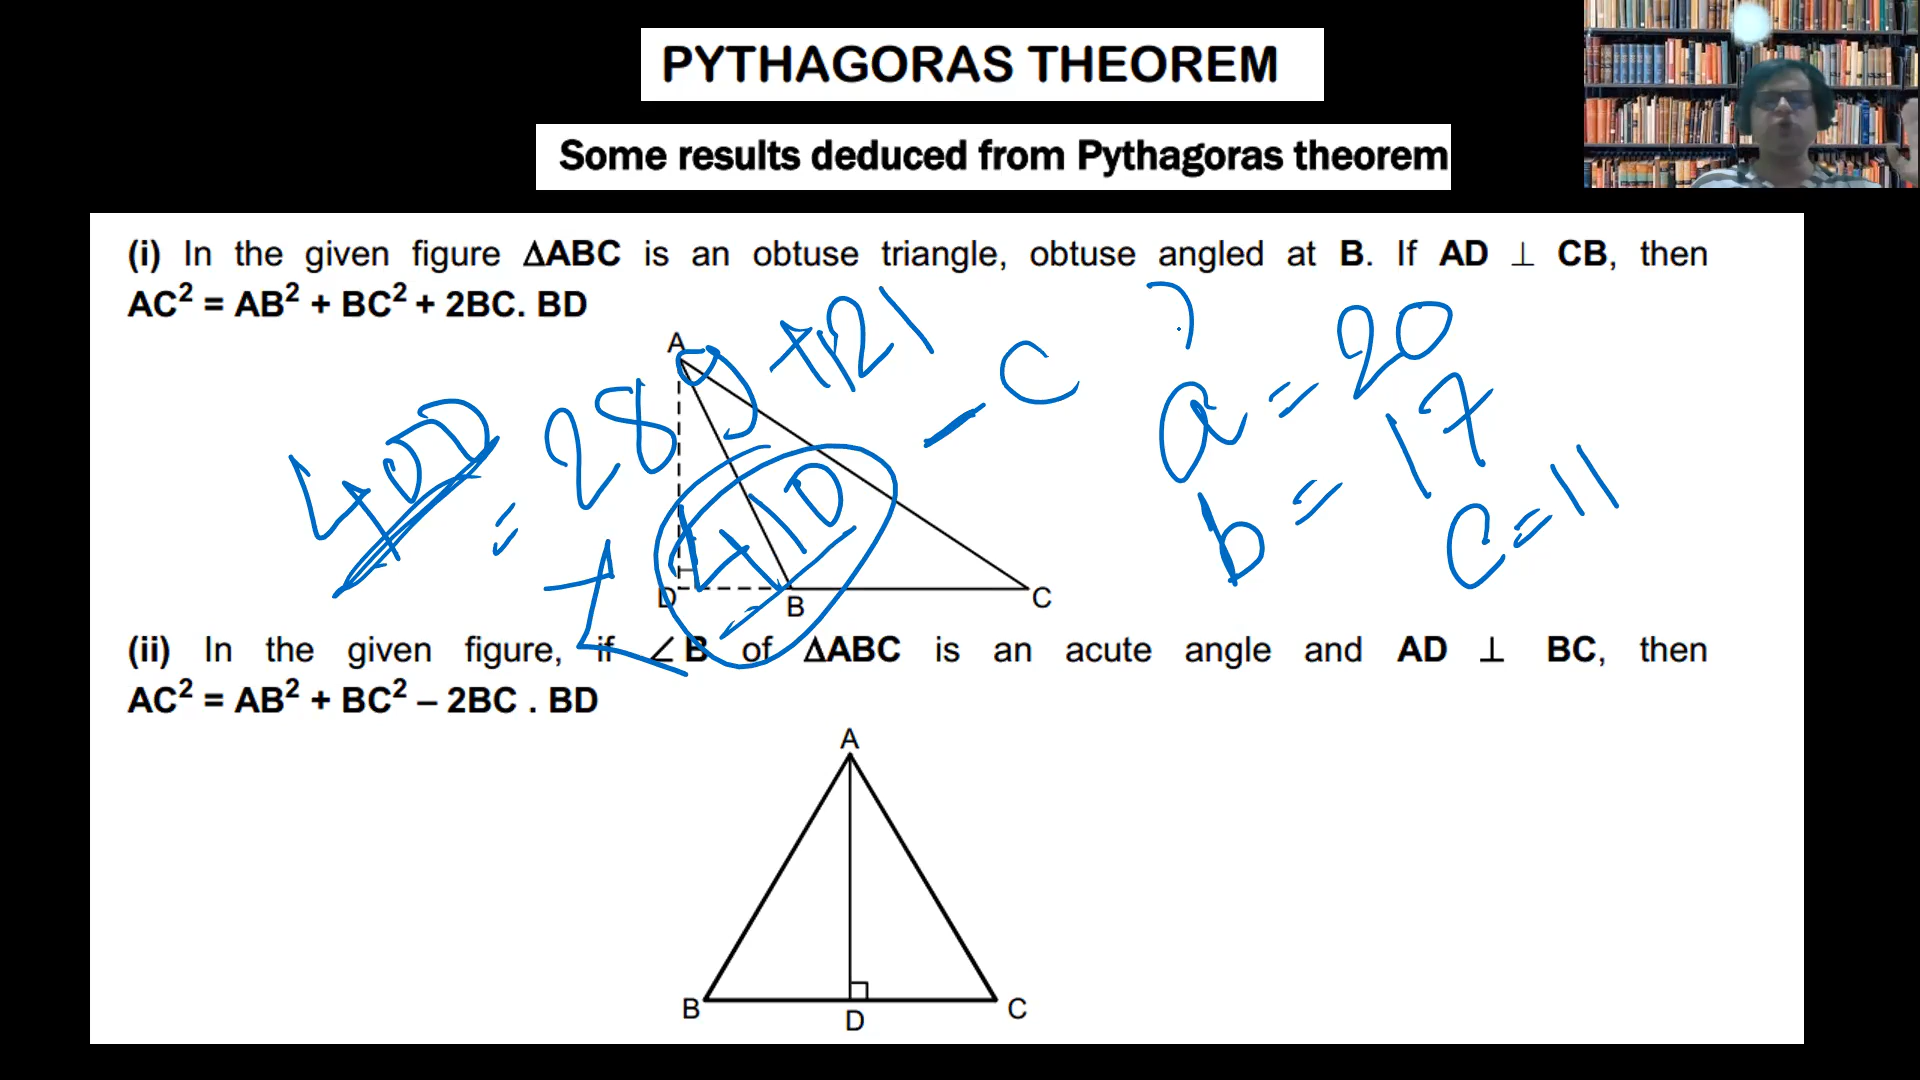 PYTHAGORAS THEOREM
Some results deduced from Pythagoras theorem
(i) In the given figure ΔABC is an obtuse triangle, obtuse angled at B. If AD ⊥ CB, then
AC² = AB² + BC² + 2BC. BD
A
D
B
C
400 = 289 + 121 - C
410
?
a = 20
b = 17
c = 11
(ii) In the given figure, if ∠B of ΔABC is an acute angle and AD ⊥ BC, then
AC² = AB² + BC² – 2BC . BD
A
B
D
C